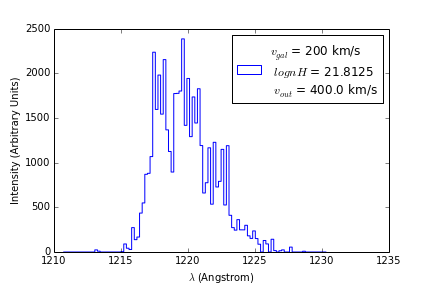 2500
2000
1500
1000
500
0
Intensity (Arbitrary Units)
v_gal = 200 km/s
lognH = 21.8125
v_out = 400.0 km/s
1210 1215 1220 1225 1230 1235
λ (Angstrom)